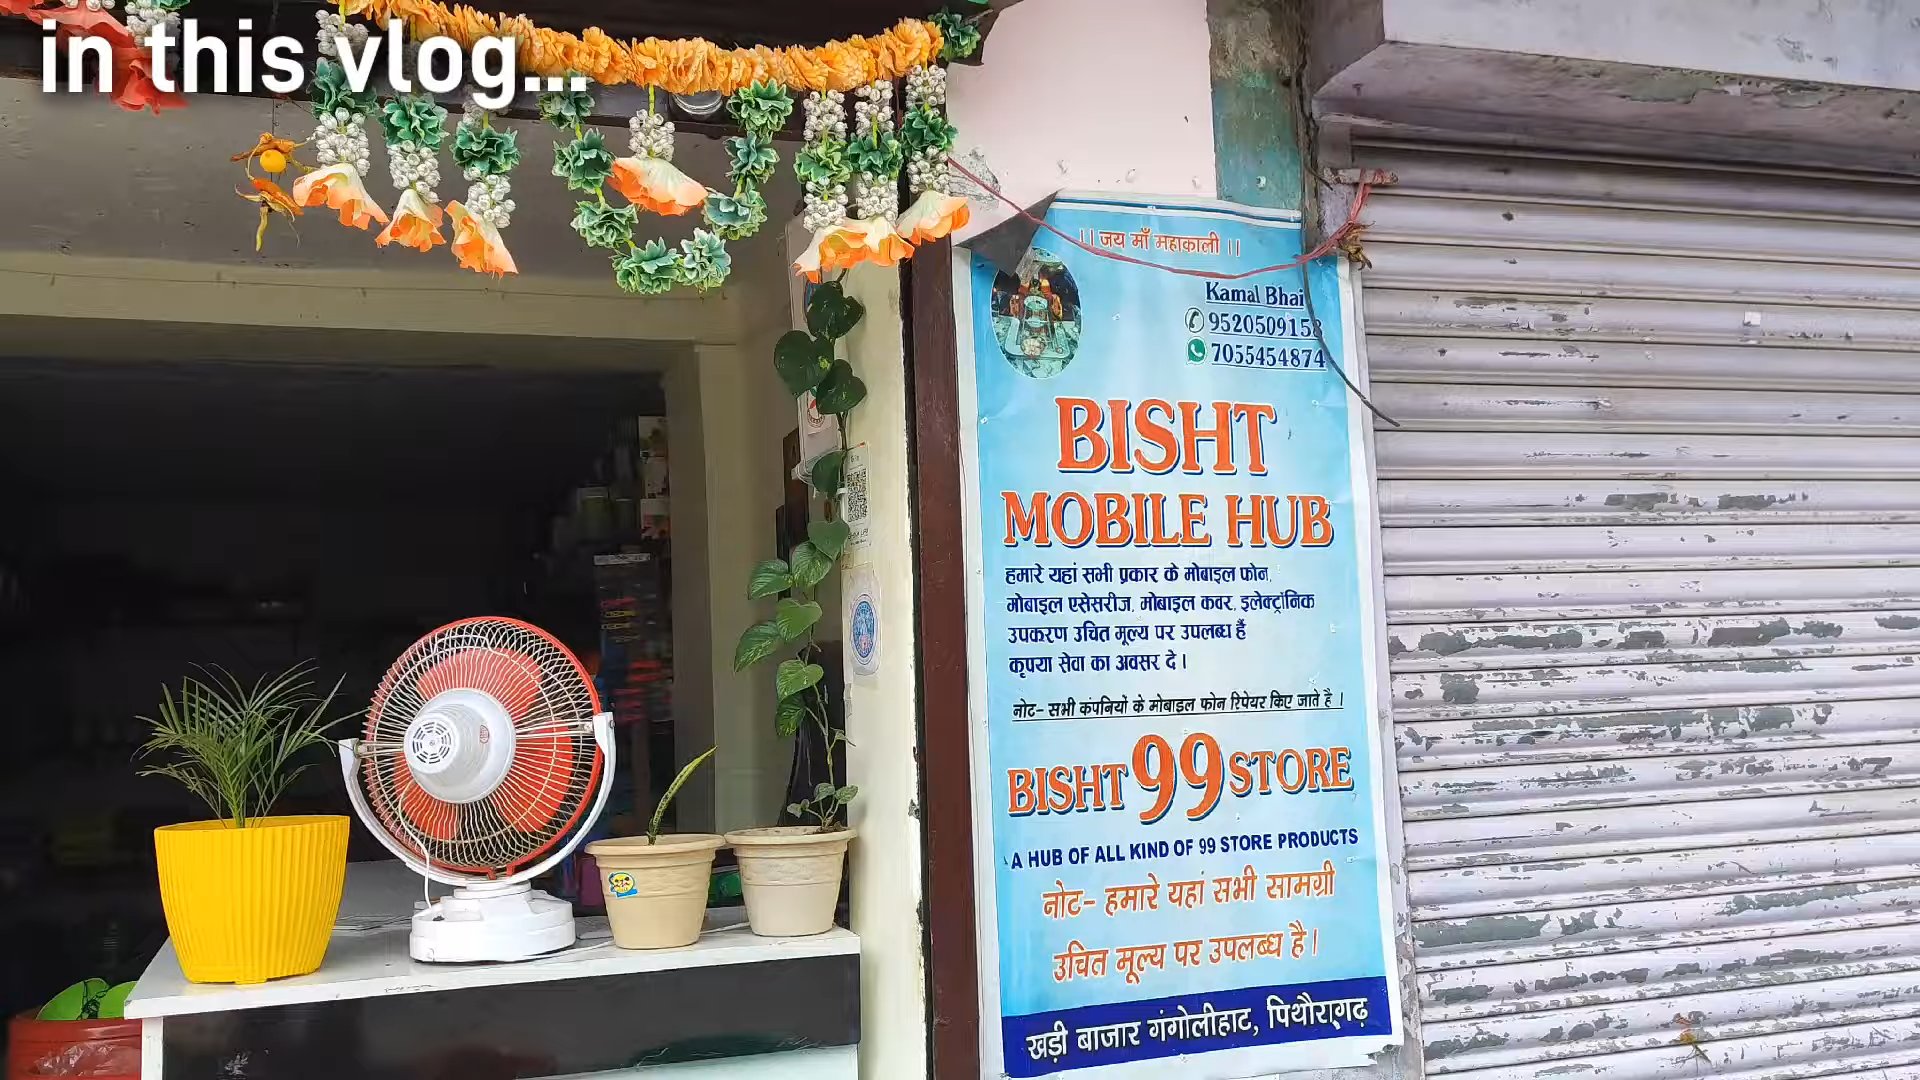 in this vlog...
।। जय माँ महाकाली ।।
Kamal Bhai
9520509153
7055454874
BISHT
MOBILE HUB
हमारे यहां सभी प्रकार के मोबाइल फोन,
मोबाइल एसेसरीज, मोबाइल कवर, इलेक्ट्रॉनिक
उपकरण उचित मूल्य पर उपलब्ध हैं
कृपया सेवा का अवसर दे ।
नोट- सभी कंपनियों के मोबाइल फोन रिपेयर किए जाते है ।
BISHT 99 STORE
A HUB OF ALL KIND OF 99 STORE PRODUCTS
नोट- हमारे यहां सभी सामग्री
उचित मूल्य पर उपलब्ध है ।
खड़ी बाजार गंगोलीहाट, पिथौरागढ़